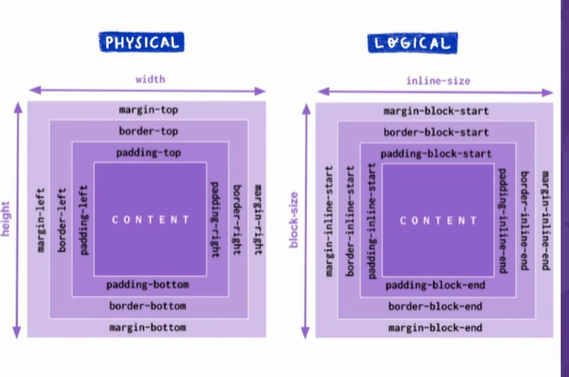 PHYSICAL
width
height
margin-top
border-top
padding-top
margin-left
border-left
padding-left
CONTENT
padding-right
border-right
margin-right
padding-bottom
border-bottom
margin-bottom
LOGICAL
inline-size
block-size
margin-block-start
border-block-start
padding-block-start
margin-inline-start
border-inline-start
padding-inline-start
CONTENT
padding-inline-end
border-inline-end
margin-inline-end
padding-block-end
border-block-end
margin-block-end